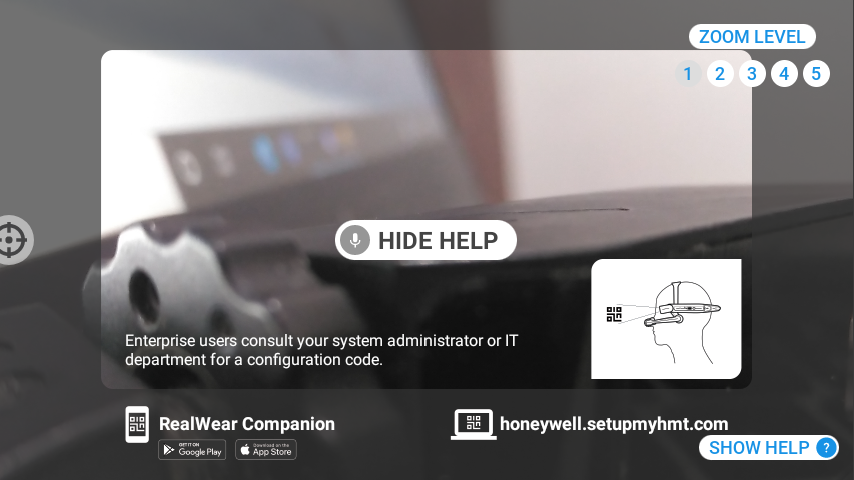 ZOOM LEVEL
1 2 3 4 5
HIDE HELP
Enterprise users consult your system administrator or IT
department for a configuration code.
RealWear Companion
GET IT ON
Google Play
Download on the
App Store
honeywell.setupmyhmt.com
SHOW HELP ?